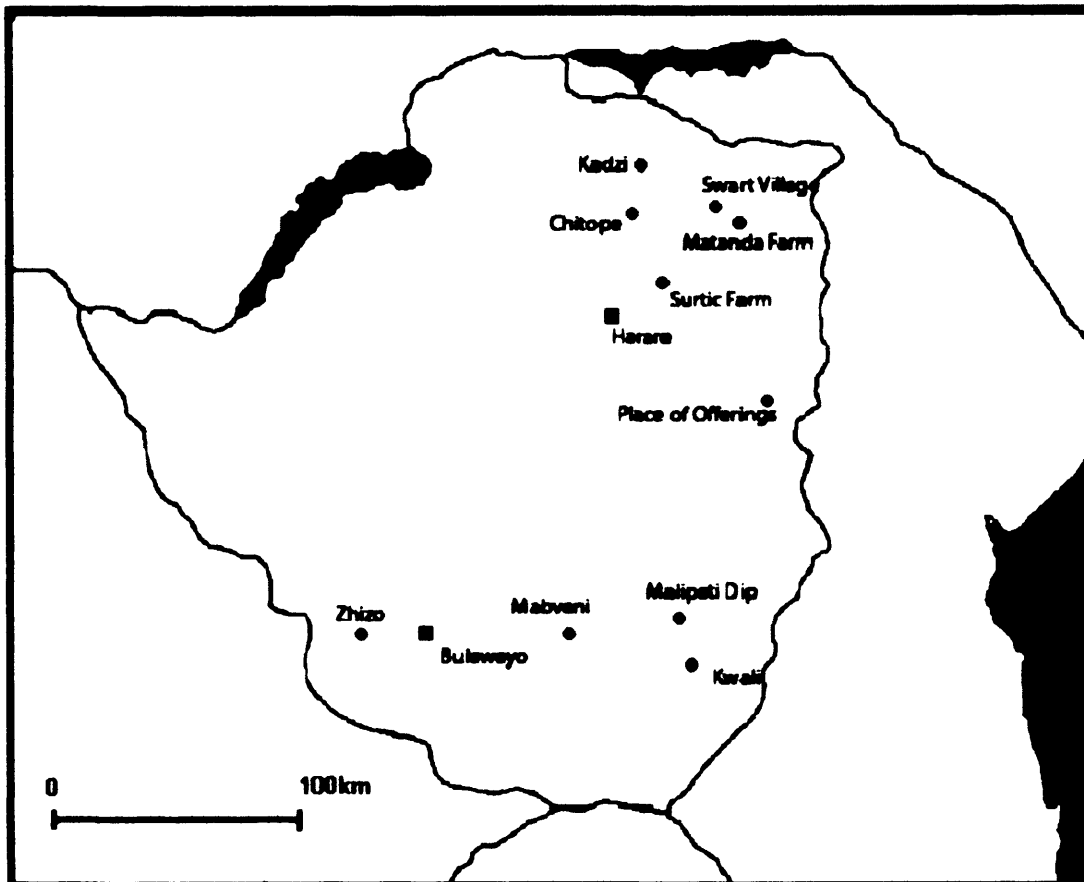 Kadzi
Swart Village
Chitope
Matanda Farm
Surtic Farm
Harare
Place of Offerings
Malipati Dip
Mabveni
Zhizo
Bulawayo
Kwali
0
100km